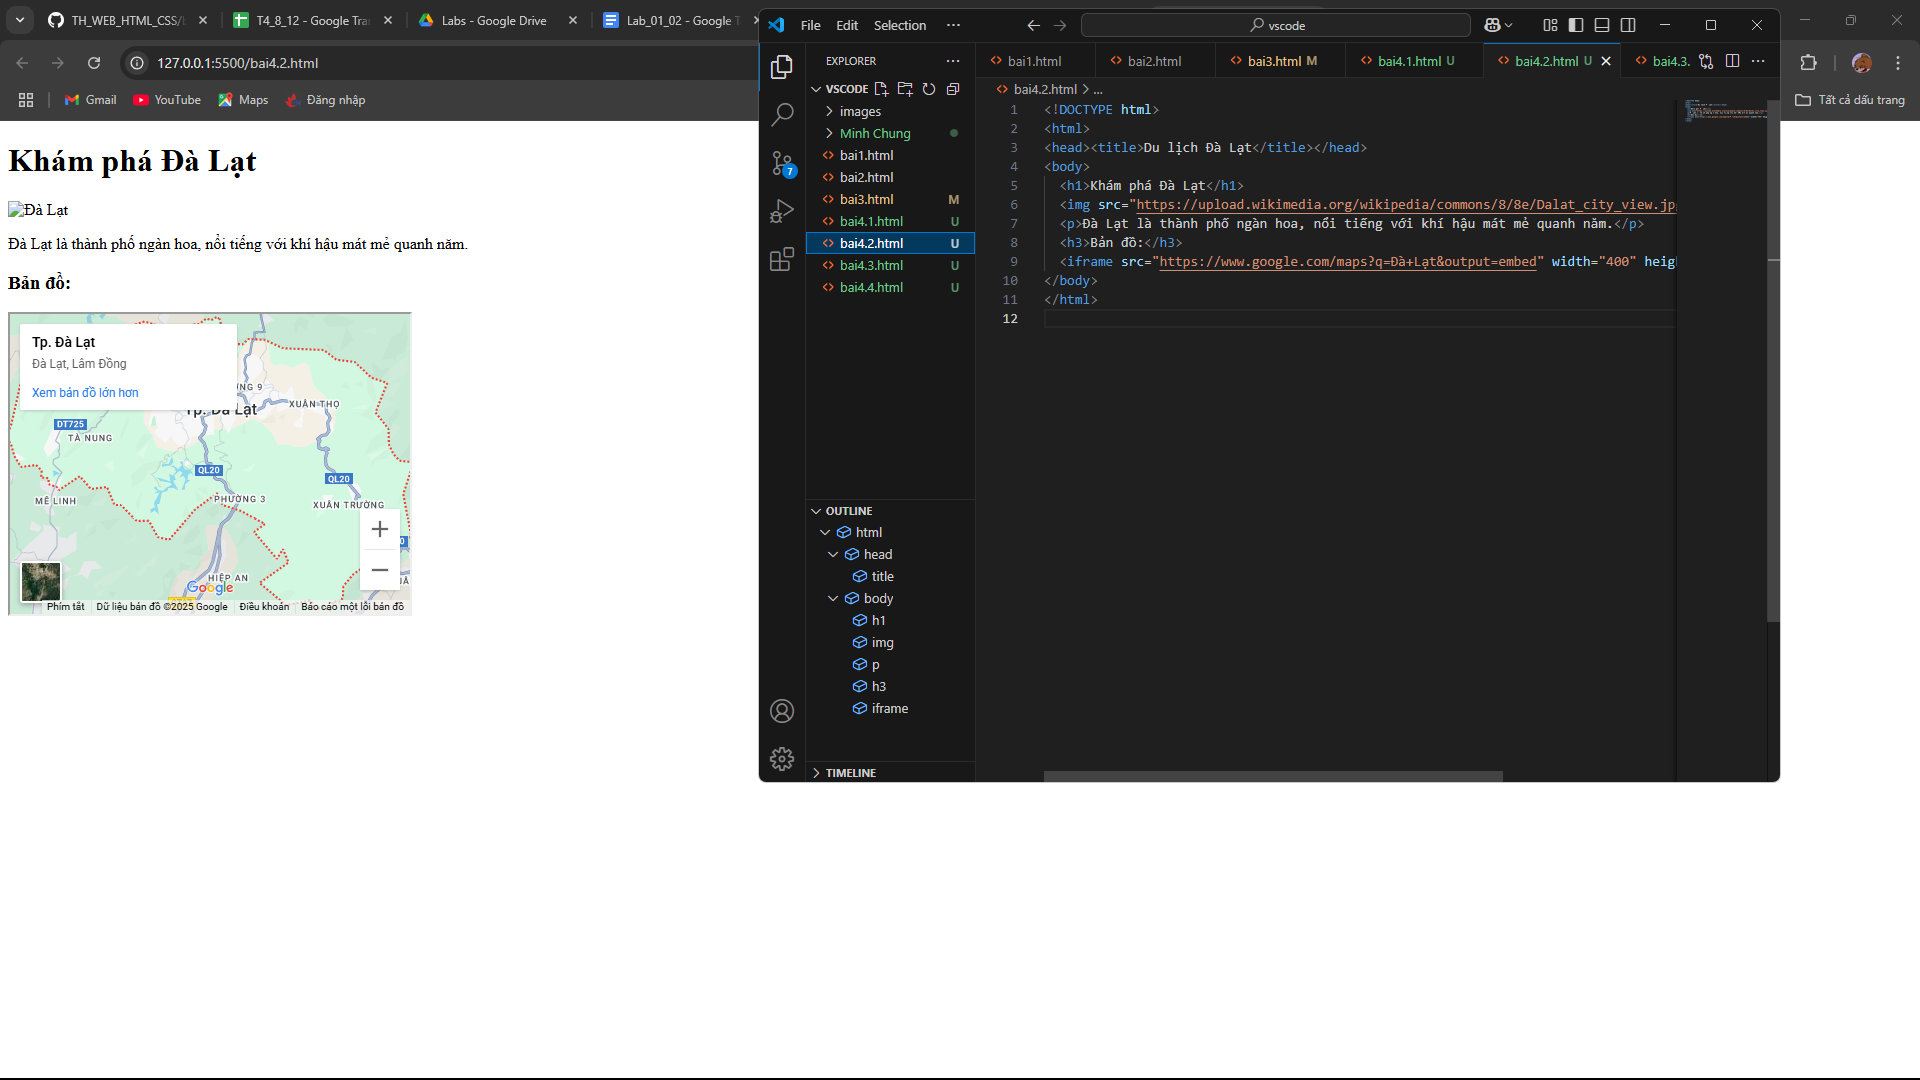 TH_WEB_HTML_CSS/
T4_8_12 - Google Tra
Labs - Google Drive
Lab_01_02 - Google T
127.0.0.1:5500/bai4.2.html
Gmail
YouTube
Maps
Đăng nhập
Tất cả dấu trang
Khám phá Đà Lạt
Đà Lạt
Đà Lạt là thành phố ngàn hoa, nổi tiếng với khí hậu mát mẻ quanh năm.
Bản đồ:
Tp. Đà Lạt
Đà Lạt, Lâm Đồng
Xem bản đồ lớn hơn
NG 9
Tp. Đà Lạt
XUÂN THỌ
DT725
TÀ NUNG
QL20
QL20
MÊ LINH
PHƯỜNG 3
XUÂN TRƯỜNG
HIỆP AN
Google
Phím tắt
Dữ liệu bản đồ ©2025 Google
Điều khoản
Báo cáo một lỗi bản đồ
File Edit Selection ···
vscode
EXPLORER
VSCODE
images
Minh Chung
bai1.html
bai2.html
bai3.html M
bai4.1.html U
bai4.2.html U
bai4.3.html U
bai4.4.html U
7
OUTLINE
html
head
title
body
h1
img
p
h3
iframe
TIMELINE
bai1.html
bai2.html
bai3.html M
bai4.1.html U
bai4.2.html U
bai4.3.
bai4.2.html > ...
1 <!DOCTYPE html>
2 <html>
3 <head><title>Du lịch Đà Lạt</title></head>
4 <body>
5 <h1>Khám phá Đà Lạt</h1>
6 <img src="https://upload.wikimedia.org/wikipedia/commons/8/8e/Dalat_city_view.jpg
7 <p>Đà Lạt là thành phố ngàn hoa, nổi tiếng với khí hậu mát mẻ quanh năm.</p>
8 <h3>Bản đồ:</h3>
9 <iframe src="https://www.google.com/maps?q=Đà+Lạt&output=embed" width="400" heig
10 </body>
11 </html>
12